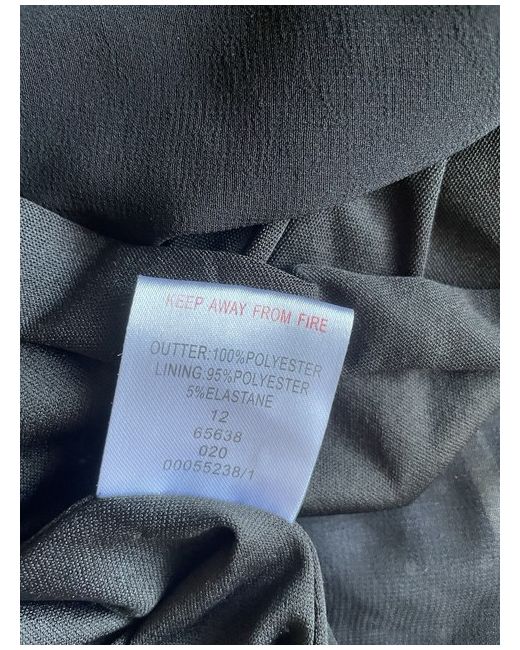 KEEP AWAY FROM FIRE
OUTTER:100%POLYESTER
LINING:95%POLYESTER
5%ELASTANE
12
65638
020
00055238/1